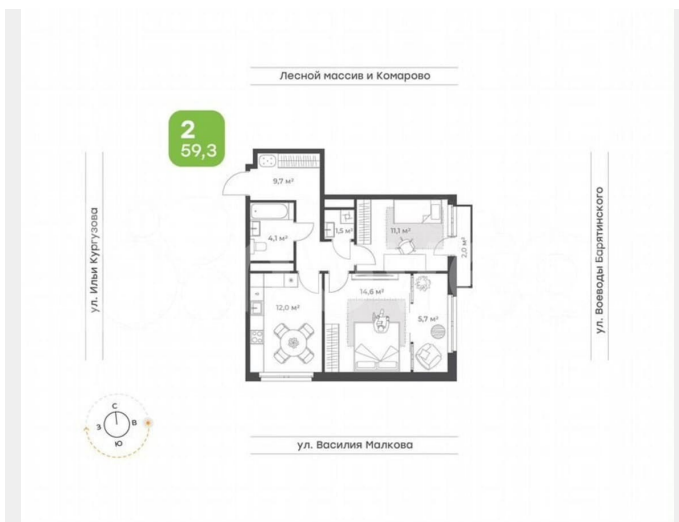 Лесной массив и Комарово
2
59,3
9,7 м²
4,1 м²
1,5 м²
11,1 м²
2,0 м²
ул. Ильи Кургузова
ул. Воеводы Барятинского
12,0 м²
14,6 м²
5,7 м²
С
З
В
Ю
ул. Василия Малкова